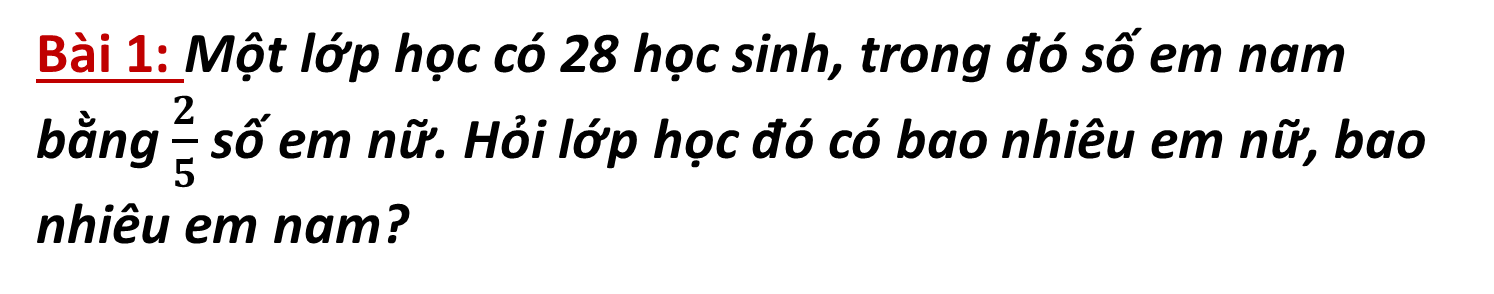 Bài 1: Một lớp học có 28 học sinh, trong đó số em nam
bằng 2/5 số em nữ. Hỏi lớp học đó có bao nhiêu em nữ, bao
nhiêu em nam?